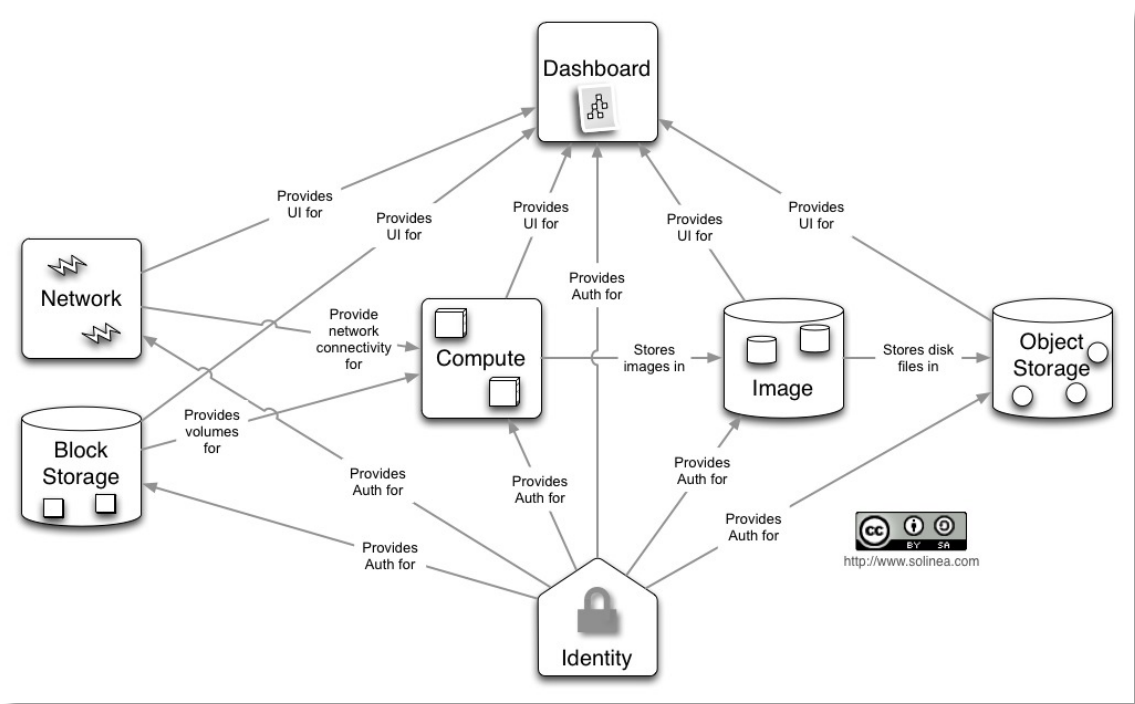 Dashboard
Provides
UI for
Provides
UI for
Provides
UI for
Provides
UI for
Provides
UI for
Provides
Auth for
Network
Provide
network
connectivity
for
Compute
Stores
images in
Image
Stores disk
files in
Object
Storage
Block
Storage
Provides
volumes
for
Provides
Auth for
Provides
Auth for
Provides
Auth for
Provides
Auth for
Provides
Auth for
Identity
cc
BY SA
http://www.solinea.com